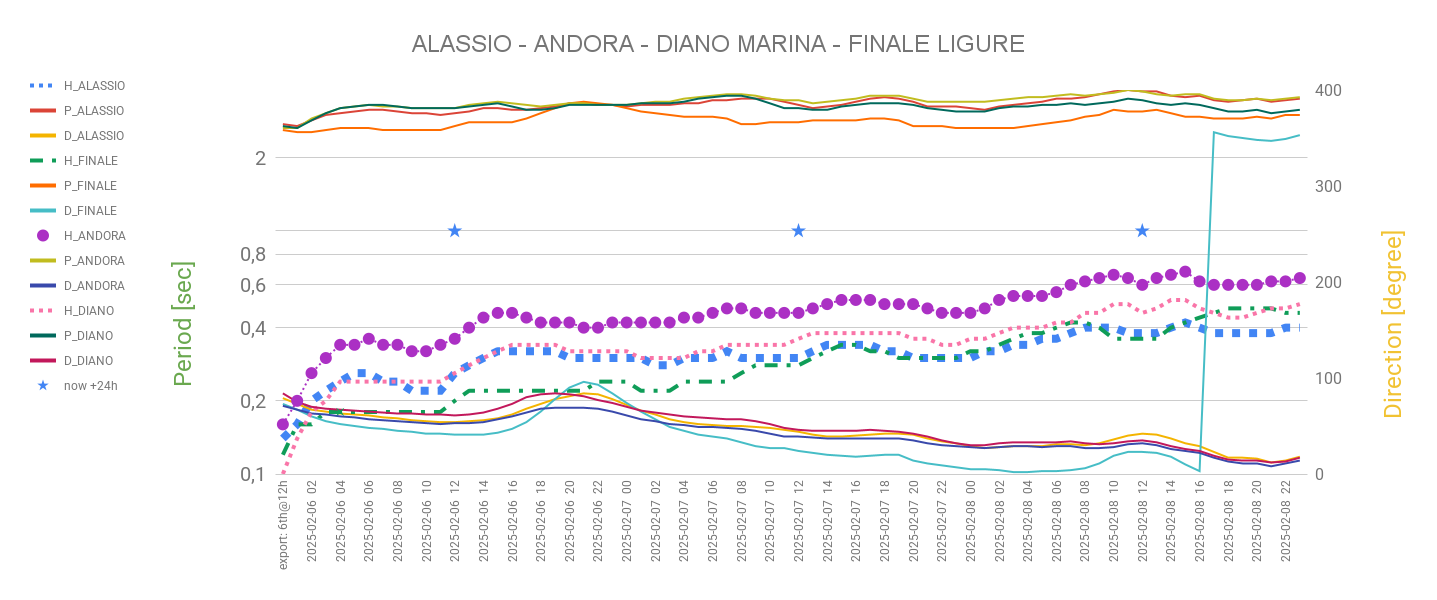 ALASSIO - ANDORA - DIANO MARINA - FINALE LIGURE
H_ALASSIO
P_ALASSIO
D_ALASSIO
H_FINALE
P_FINALE
D_FINALE
H_ANDORA
P_ANDORA
D_ANDORA
H_DIANO
P_DIANO
D_DIANO
now +24h
Period [sec]
2
0,8
0,6
0,4
0,2
0,1
400
300
200
100
0
Direction [degree]
export: 6th@12h
2025-02-06 02
2025-02-06 04
2025-02-06 06
2025-02-06 08
2025-02-06 10
2025-02-06 12
2025-02-06 14
2025-02-06 16
2025-02-06 18
2025-02-06 20
2025-02-06 22
2025-02-07 00
2025-02-07 02
2025-02-07 04
2025-02-07 06
2025-02-07 08
2025-02-07 10
2025-02-07 12
2025-02-07 14
2025-02-07 16
2025-02-07 18
2025-02-07 20
2025-02-07 22
2025-02-08 00
2025-02-08 02
2025-02-08 04
2025-02-08 06
2025-02-08 08
2025-02-08 10
2025-02-08 12
2025-02-08 14
2025-02-08 16
2025-02-08 18
2025-02-08 20
2025-02-08 22